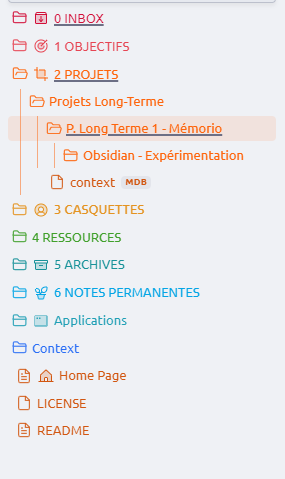 0 INBOX
1 OBJECTIFS
2 PROJETS
Projets Long-Terme
P. Long Terme 1 - Mémorio
Obsidian - Expérimentation
context MDB
3 CASQUETTES
4 RESSOURCES
5 ARCHIVES
6 NOTES PERMANENTES
Applications
Context
Home Page
LICENSE
README